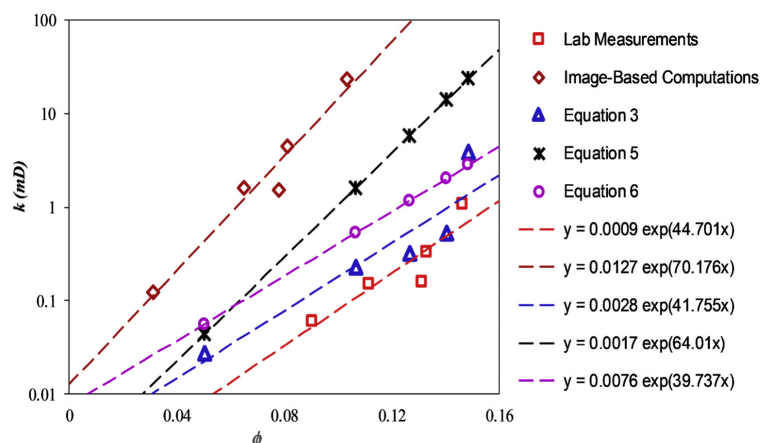 100
10
1
0.1
0.01
k (mD)
0 0.04 0.08 0.12 0.16
ϕ
Lab Measurements
Image-Based Computations
Equation 3
Equation 5
Equation 6
y = 0.0009 exp(44.701x)
y = 0.0127 exp(70.176x)
y = 0.0028 exp(41.755x)
y = 0.0017 exp(64.01x)
y = 0.0076 exp(39.737x)